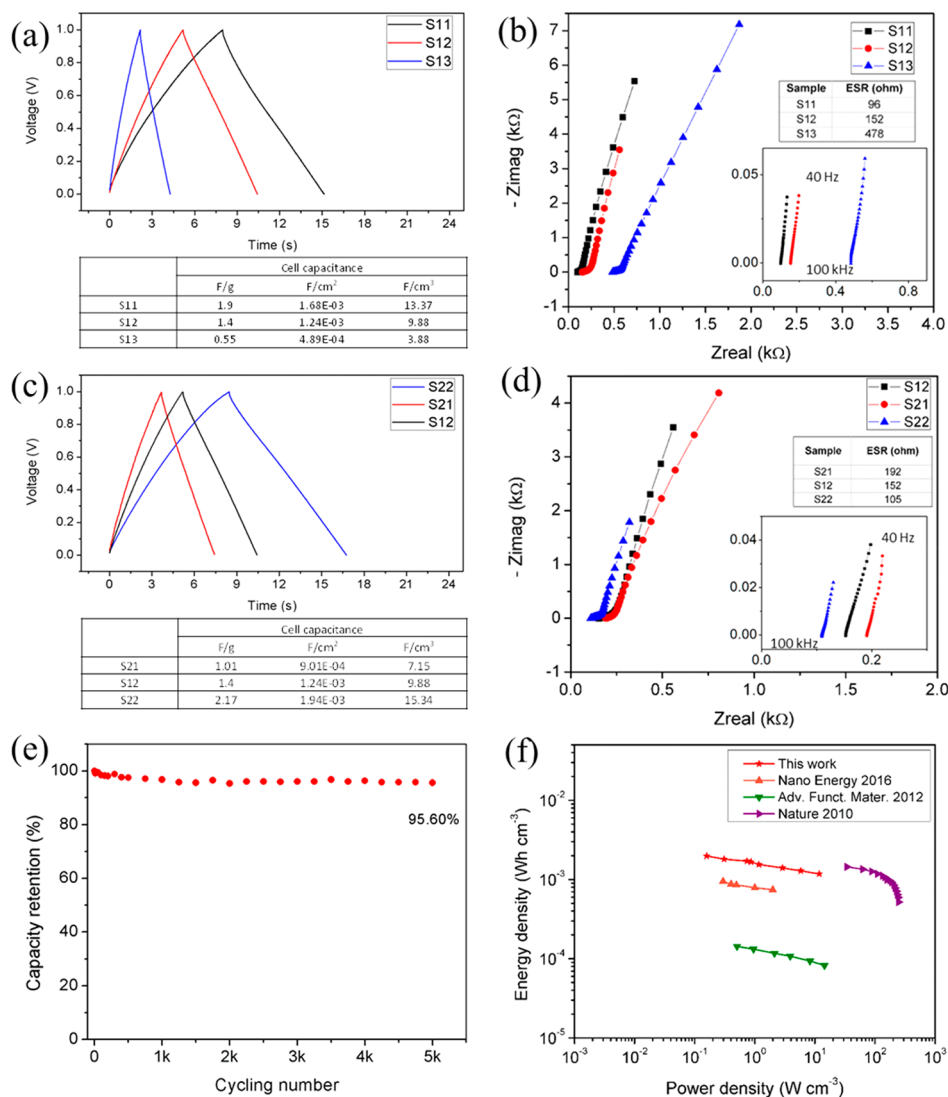 (a)
S11
S12
S13
Voltage (V)
1.0
0.8
0.6
0.4
0.2
0.0
0 3 6 9 12 15 18 21 24
Time (s)
Cell capacitance
F/g F/cm² F/cm³
S11 1.9 1.68E-03 13.37
S12 1.4 1.24E-03 9.88
S13 0.55 4.89E-04 3.88
(b)
S11
S12
S13
- Zimag (kΩ)
7
6
5
4
3
2
1
0
-1
Sample ESR (ohm)
S11 96
S12 152
S13 478
0.05
0.00
40 Hz
100 kHz
0.0 0.4 0.8
0.0 0.5 1.0 1.5 2.0 2.5 3.0 3.5 4.0
Zreal (kΩ)
(c)
S22
S21
S12
Voltage (V)
1.0
0.8
0.6
0.4
0.2
0.0
0 3 6 9 12 15 18 21 24
Time (s)
Cell capacitance
F/g F/cm² F/cm³
S21 1.01 9.01E-04 7.15
S12 1.4 1.24E-03 9.88
S22 2.17 1.94E-03 15.34
(d)
S12
S21
S22
- Zimag (kΩ)
4
3
2
1
0
-1
Sample ESR (ohm)
S21 192
S12 152
S22 105
0.04
0.02
0.00
40 Hz
100 kHz
0.0 0.2
0.0 0.5 1.0 1.5 2.0
Zreal (kΩ)
(e)
Capacity retention (%)
100
80
60
40
20
0
95.60%
0 1k 2k 3k 4k 5k
Cycling number
(f)
This work
Nano Energy 2016
Adv. Funct. Mater. 2012
Nature 2010
Energy density (Wh cm⁻³)
10⁻²
10⁻³
10⁻⁴
10⁻⁵
10⁻³ 10⁻² 10⁻¹ 10⁰ 10¹ 10² 10³
Power density (W cm⁻³)